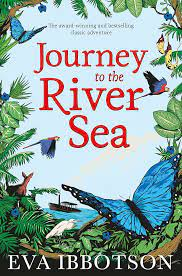 The award-winning and bestselling
classic adventure
Journey
to the
River
Sea
EVA IBBOTSON